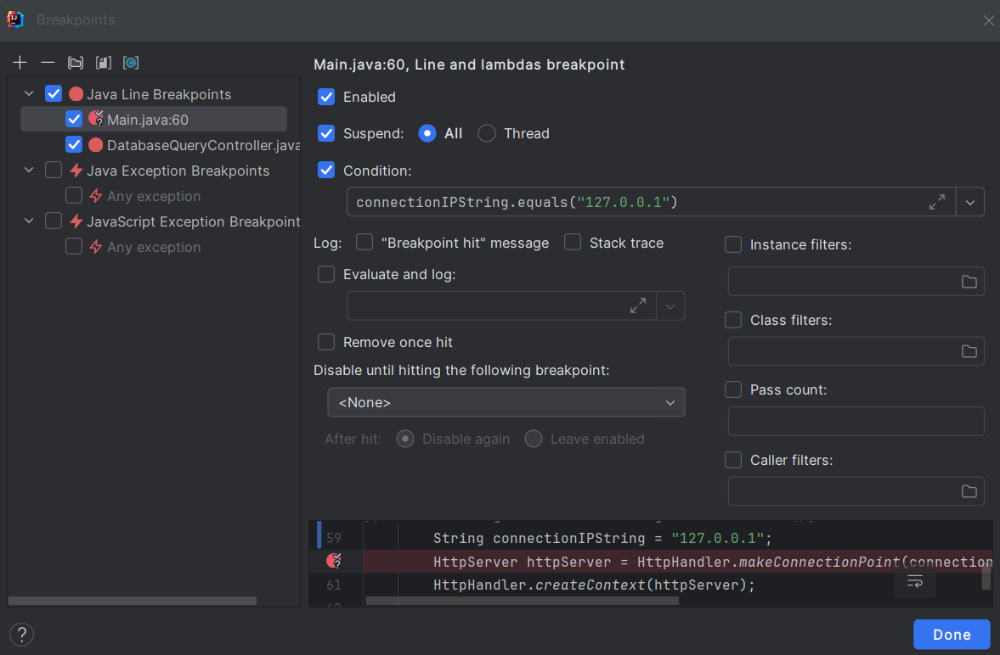 Breakpoints
Main.java:60, Line and lambdas breakpoint
Java Line Breakpoints
Main.java:60
DatabaseQueryController.java
Java Exception Breakpoints
Any exception
JavaScript Exception Breakpoint
Any exception
Enabled
Suspend: All Thread
Condition:
connectionIPString.equals("127.0.0.1")
Log: "Breakpoint hit" message Stack trace
Evaluate and log:
Remove once hit
Disable until hitting the following breakpoint:
<None>
After hit: Disable again Leave enabled
Instance filters:
Class filters:
Pass count:
Caller filters:
59 String connectionIPString = "127.0.0.1";
HttpServer httpServer = HttpHandler.makeConnectionPoint(connection
61 HttpHandler.createContext(httpServer);
? Done